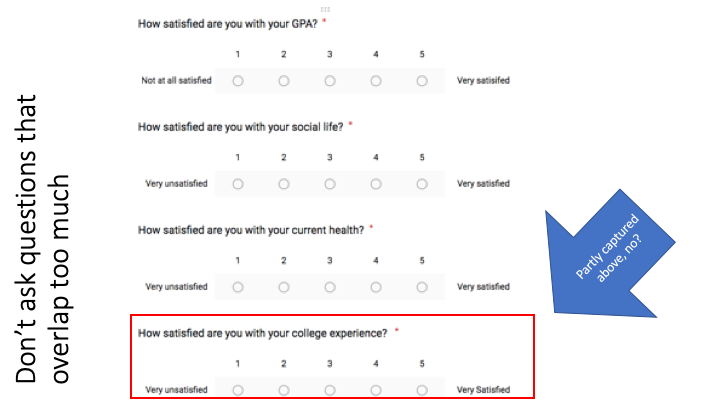 Don't ask questions that
overlap too much
How satisfied are you with your GPA? *
1 2 3 4 5
Not at all satisfied Very satisifed
How satisfied are you with your social life? *
1 2 3 4 5
Very unsatisfied Very satisfied
How satisfied are you with your current health? *
1 2 3 4 5
Very unsatisfied Very satisfied
How satisfied are you with your college experience? *
1 2 3 4 5
Very unsatisfied Very Satisfied
Partly captured
above, no?